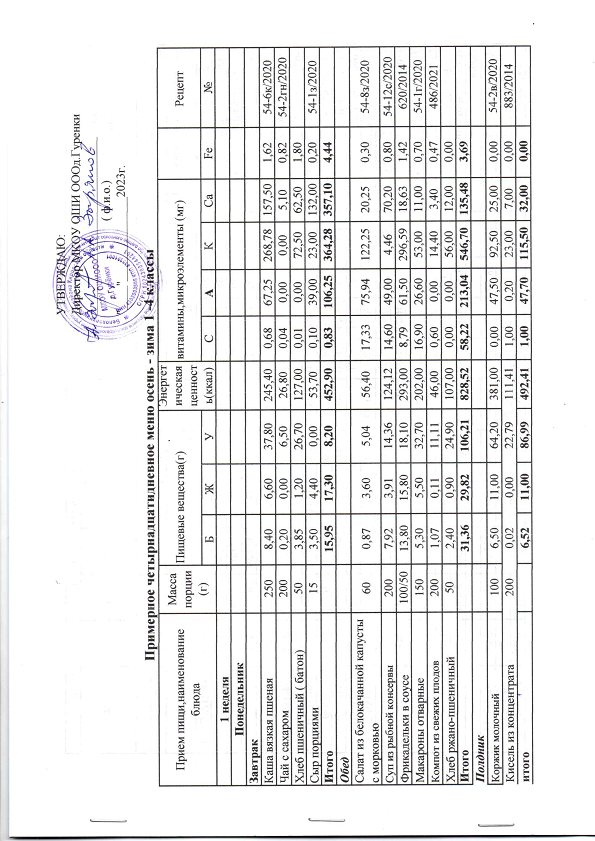 УТВЕРЖДАЮ:
Директор МКОУ ОШИ ОООд.Гуренки
( ф.и.о.)
2023г.
Примерное четырнадцатидневное меню осень - зима 1 -4 классы
Прием пищи,наименование блюда Масса порции (г) Пищевые вещества(г) Энергетическая ценность(ккал) витамины,микроэлементы (мг) Рецепт
Б Ж У С А К Са Fe №
1 неделя
Понедельник
Завтрак
Каша вязкая пшеная 250 8,40 6,60 37,80 245,40 0,68 67,25 268,78 157,50 1,62 54-6к/2020
Чай с сахаром 200 0,20 0,00 6,50 26,80 0,04 0,00 0,00 5,10 0,82 54-2гн/2020
Хлеб пшеничный ( батон) 50 3,85 1,20 26,70 127,00 0,01 0,00 72,50 62,50 1,80
Сыр порциями 15 3,50 4,40 0,00 53,70 0,10 39,00 23,00 132,00 0,20 54-1з/2020
Итого 15,95 17,30 8,20 452,90 0,83 106,25 364,28 357,10 4,44
Обед
Салат из белокачанной капусты
с морковью 60 0,87 3,60 5,04 56,40 17,33 75,94 122,25 20,25 0,30 54-8з/2020
Суп из рыбной консервы 200 7,92 3,91 14,36 124,12 14,60 49,00 4,46 70,20 0,80 54-12с/2020
Фрикадельки в соусе 100/50 13,80 15,80 18,10 293,00 8,79 61,50 296,59 18,63 1,42 620/2014
Макароны отварные 150 5,30 5,50 32,70 202,00 16,90 26,60 53,00 11,00 0,70 54-1г/2020
Компот из свежих плодов 200 1,07 0,11 11,11 46,00 0,60 0,00 14,40 3,40 0,47 486/2021
Хлеб ржано-пшеничный 50 2,40 0,90 24,90 107,00 0,00 0,00 56,00 12,00 0,00
Итого 31,36 29,82 106,21 828,52 58,22 213,04 546,70 135,48 3,69
Полдник
Коржик молочный 100 6,50 11,00 64,20 381,00 0,00 47,50 92,50 25,00 0,00 54-2в/2020
Кисель из концентрата 200 0,02 0,00 22,79 111,41 1,00 0,20 23,00 7,00 0,00 883/2014
итого 6,52 11,00 86,99 492,41 1,00 47,70 115,50 32,00 0,00